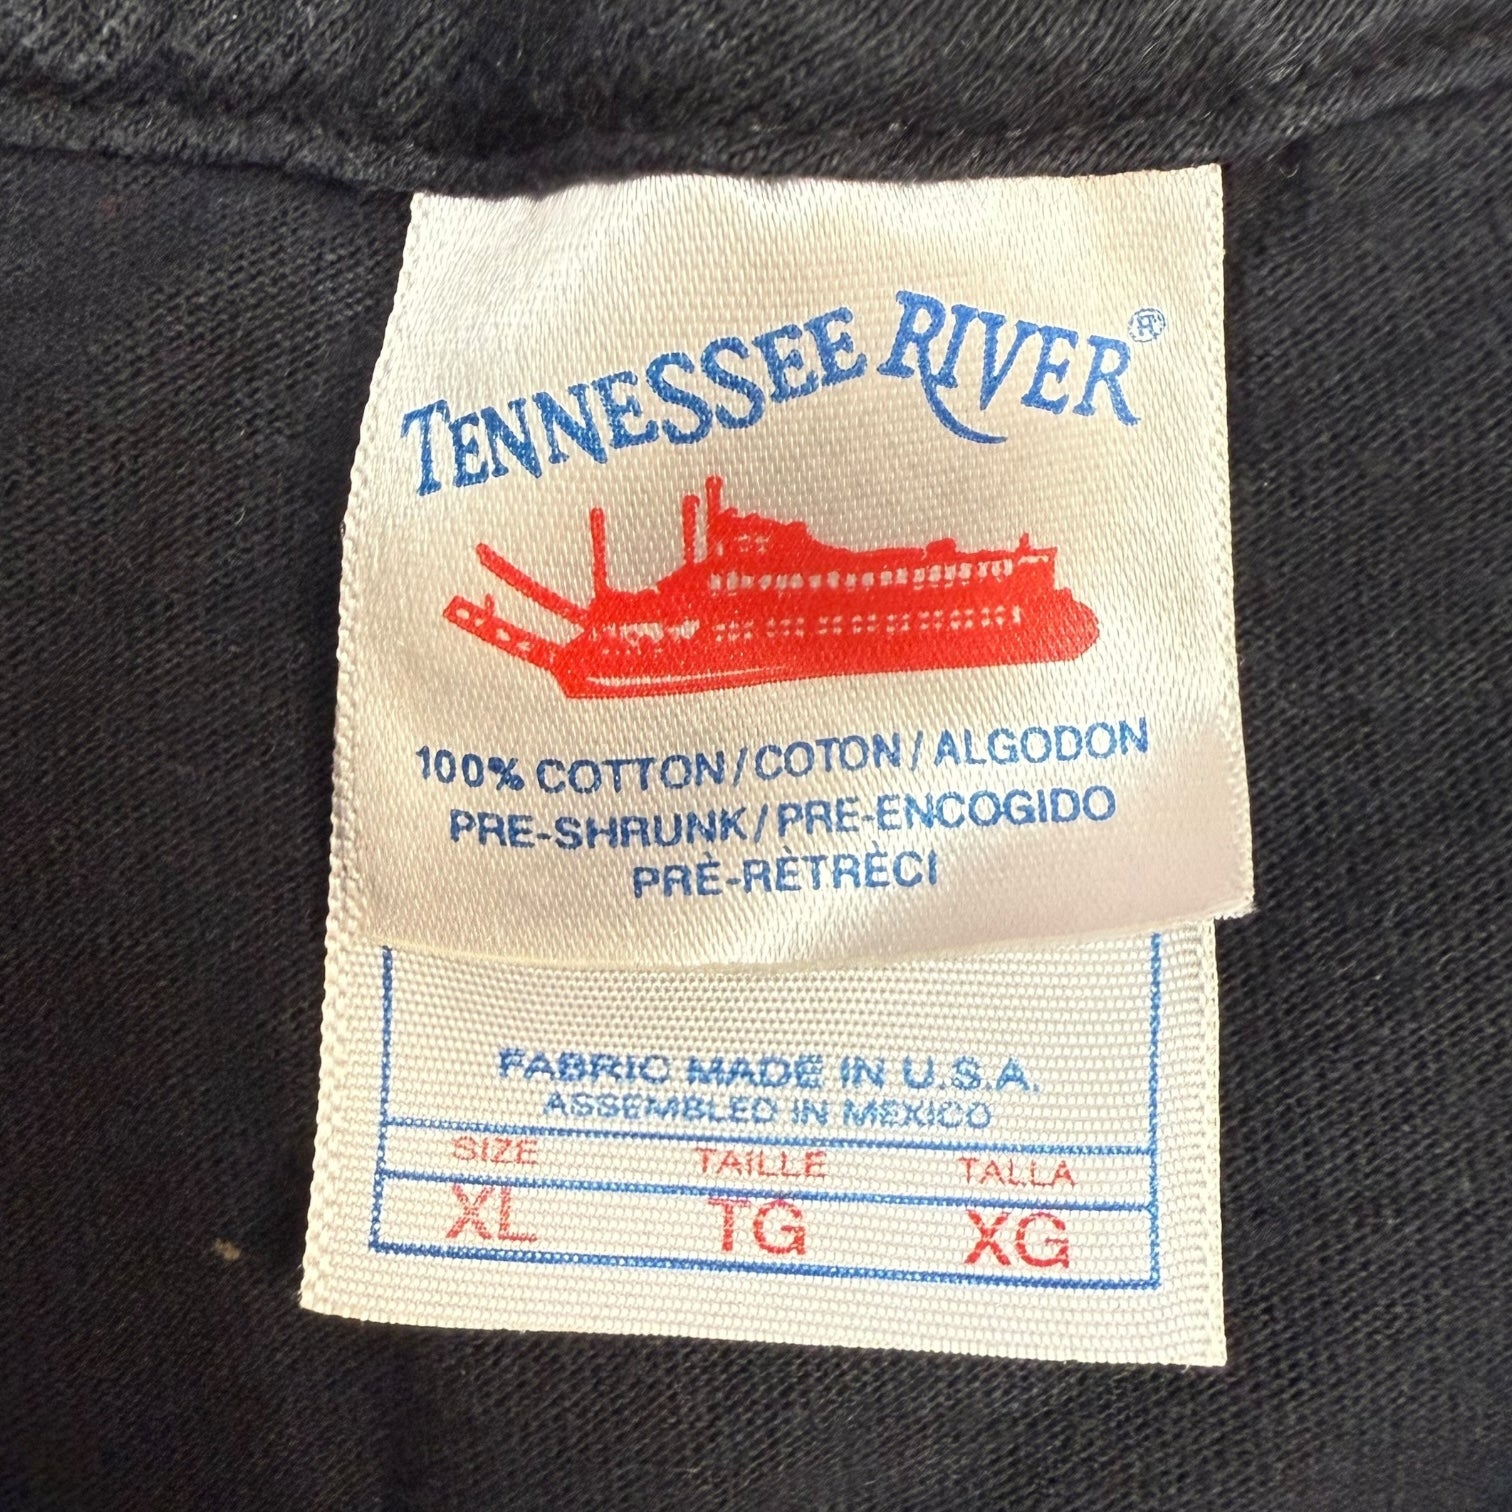 TENNESSEE RIVER®
100% COTTON/COTON/ALGODON
PRE-SHRUNK/PRE-ENCOGIDO
PRÈ-RÈTRÈCI
FABRIC MADE IN U.S.A.
ASSEMBLED IN MEXICO
SIZE TAILLE TALLA
XL TG XG